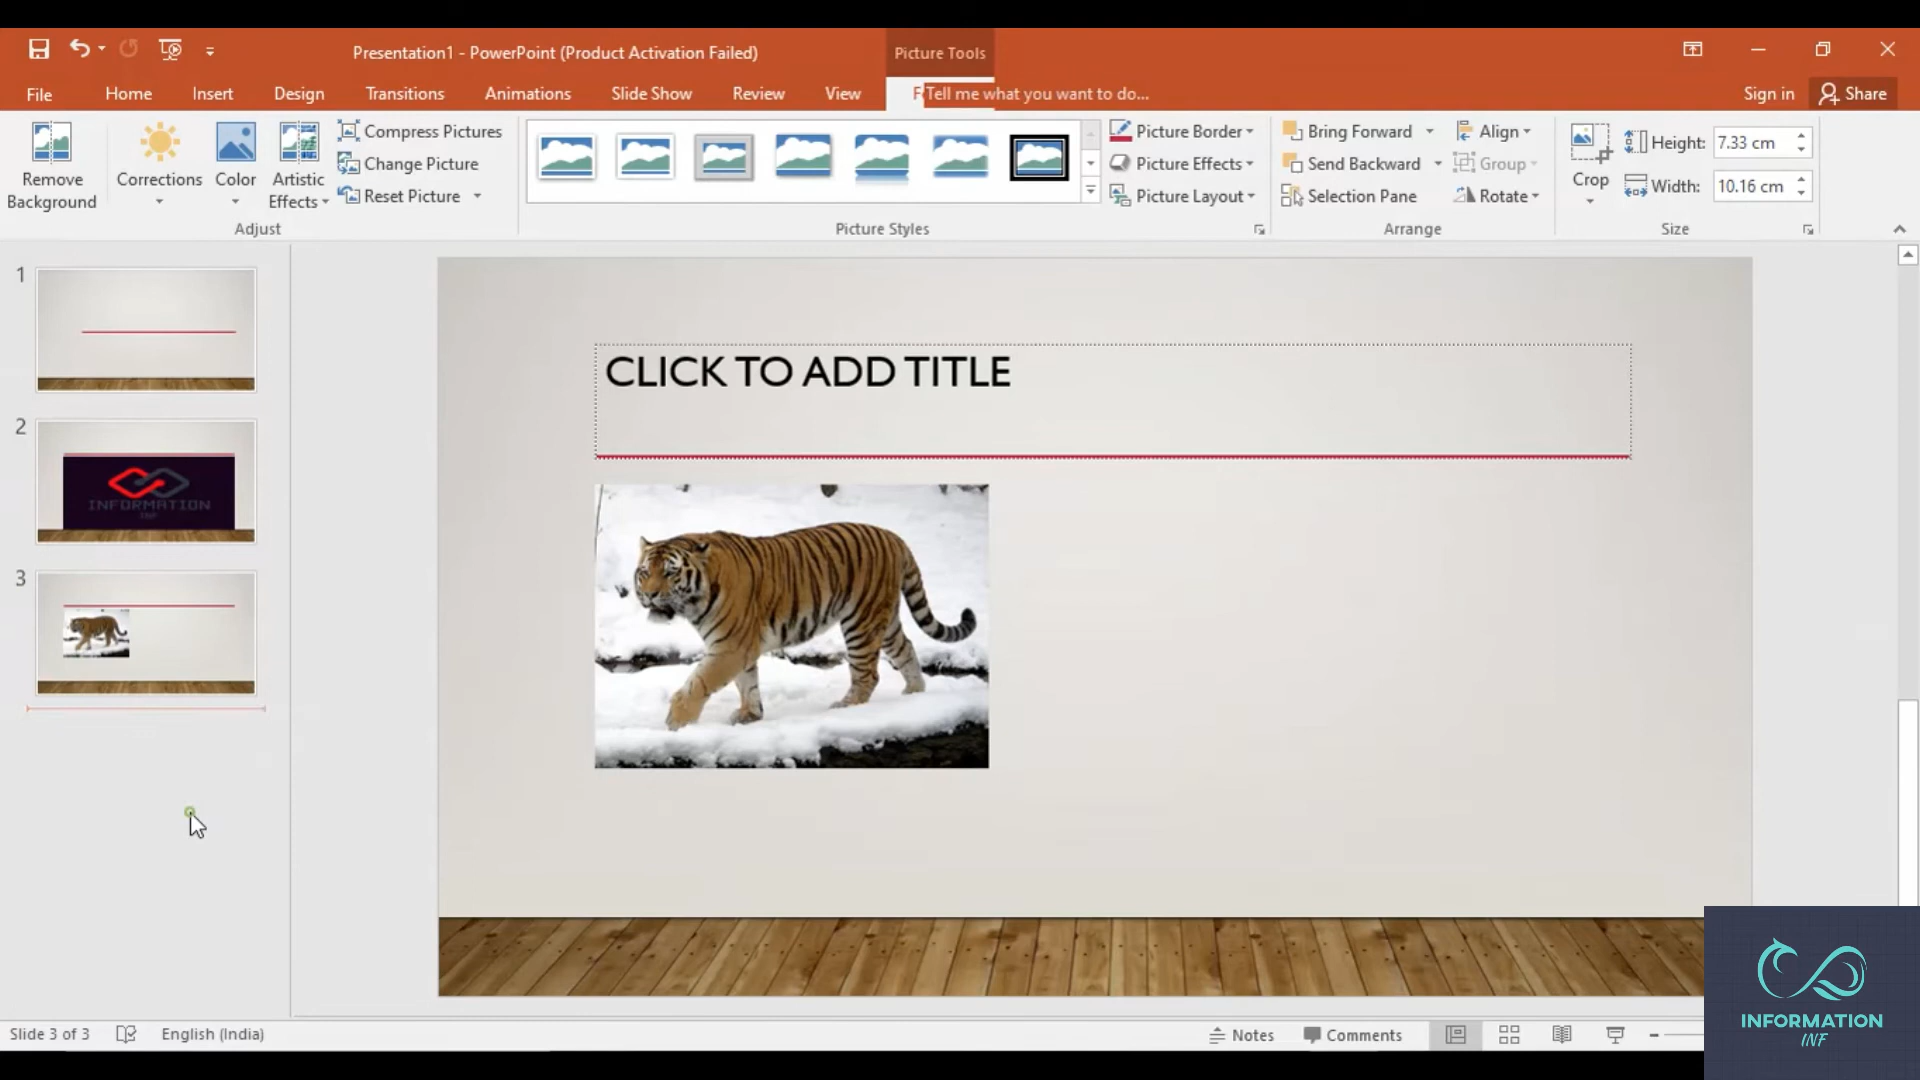 Presentation1 - PowerPoint (Product Activation Failed)
Picture Tools
File
Home
Insert
Design
Transitions
Animations
Slide Show
Review
View
F
Tell me what you want to do...
Sign in
Share
Remove
Background
Corrections
Color
Artistic
Effects
Compress Pictures
Change Picture
Reset Picture
Adjust
Picture Styles
Picture Border
Picture Effects
Picture Layout
Bring Forward
Send Backward
Selection Pane
Align
Group
Rotate
Arrange
Crop
Height:
7.33 cm
Width:
10.16 cm
Size
1
2
INFORMATION
INF
3
CLICK TO ADD TITLE
Slide 3 of 3
English (India)
Notes
Comments
INFORMATION
INF